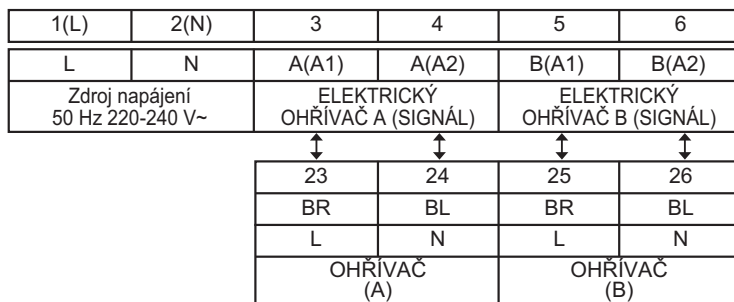 1(L) 2(N) 3 4 5 6
L N A(A1) A(A2) B(A1) B(A2)
Zdroj napájení
50 Hz 220-240 V~
ELEKTRICKÝ
OHŘÍVAČ A (SIGNÁL)
ELEKTRICKÝ
OHŘÍVAČ B (SIGNÁL)
23 24 25 26
BR BL BR BL
L N L N
OHŘÍVAČ
(A)
OHŘÍVAČ
(B)